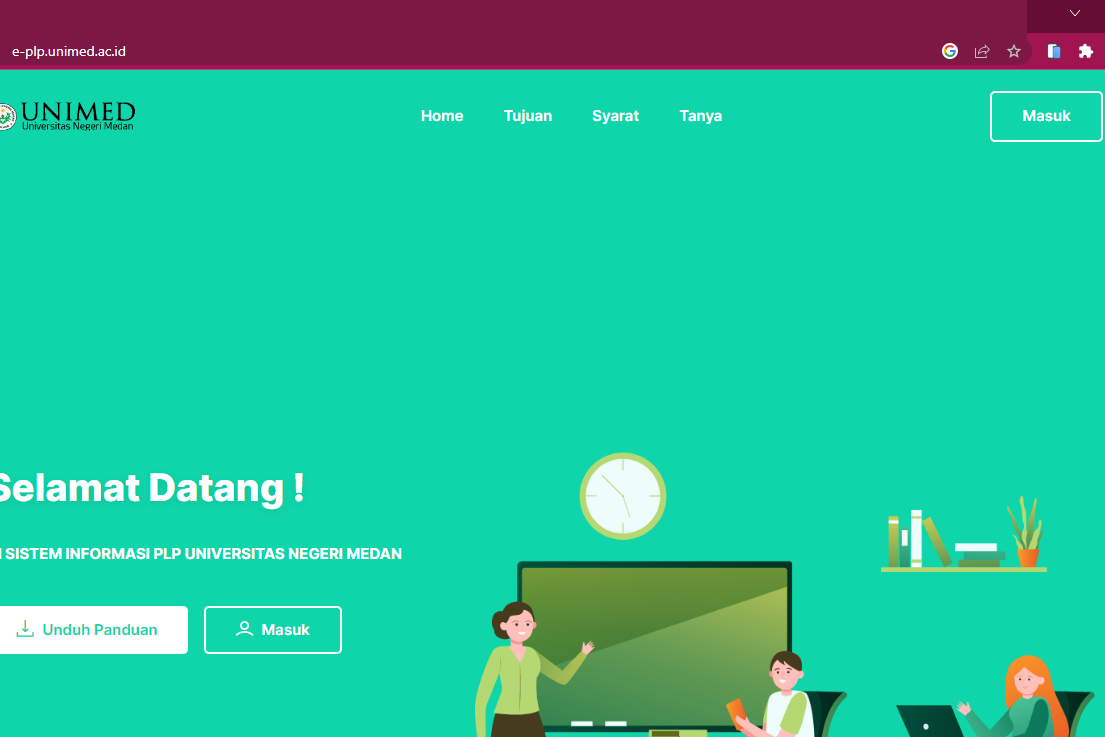 e-plp.unimed.ac.id
UNIMED
Universitas Negeri Medan
Home Tujuan Syarat Tanya Masuk
Selamat Datang !
SISTEM INFORMASI PLP UNIVERSITAS NEGERI MEDAN
Unduh Panduan Masuk